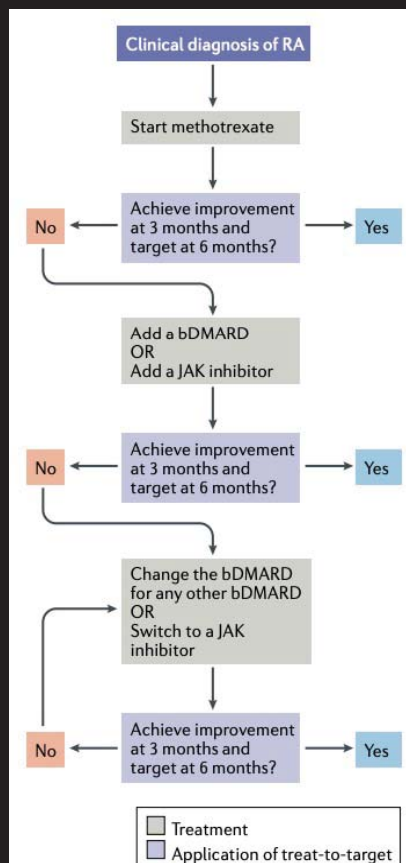 Clinical diagnosis of RA
Start methotrexate
No
Achieve improvement
at 3 months and
target at 6 months?
Yes
Add a bDMARD
OR
Add a JAK inhibitor
No
Achieve improvement
at 3 months and
target at 6 months?
Yes
Change the bDMARD
for any other bDMARD
OR
Switch to a JAK
inhibitor
No
Achieve improvement
at 3 months and
target at 6 months?
Yes
Treatment
Application of treat-to-target